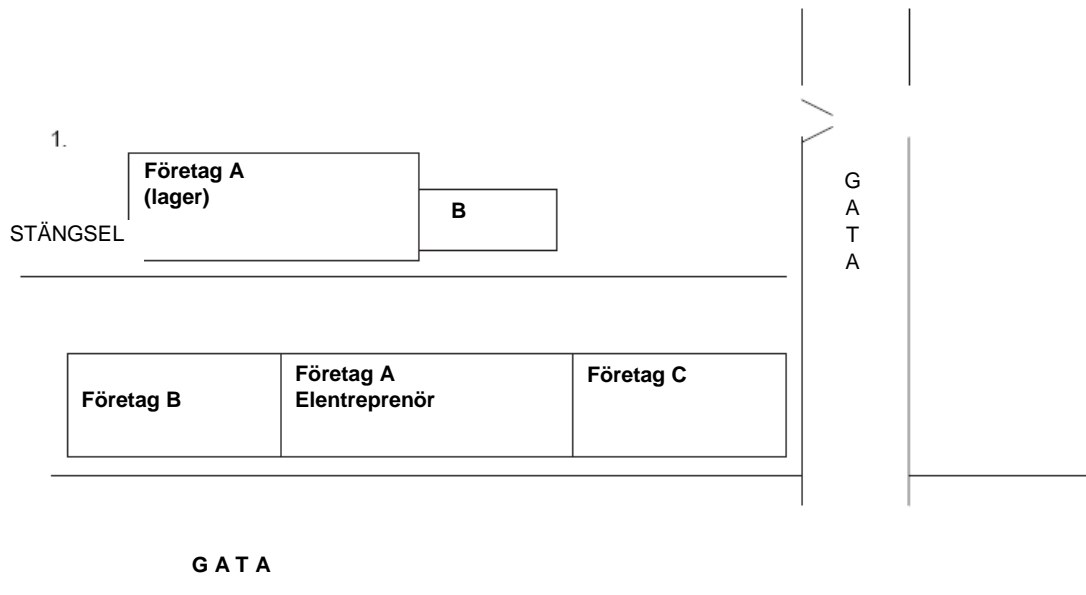 1.
Företag A
(lager)
B
STÄNGSEL
G
A
T
A
Företag B
Företag A
Elentreprenör
Företag C
G A T A